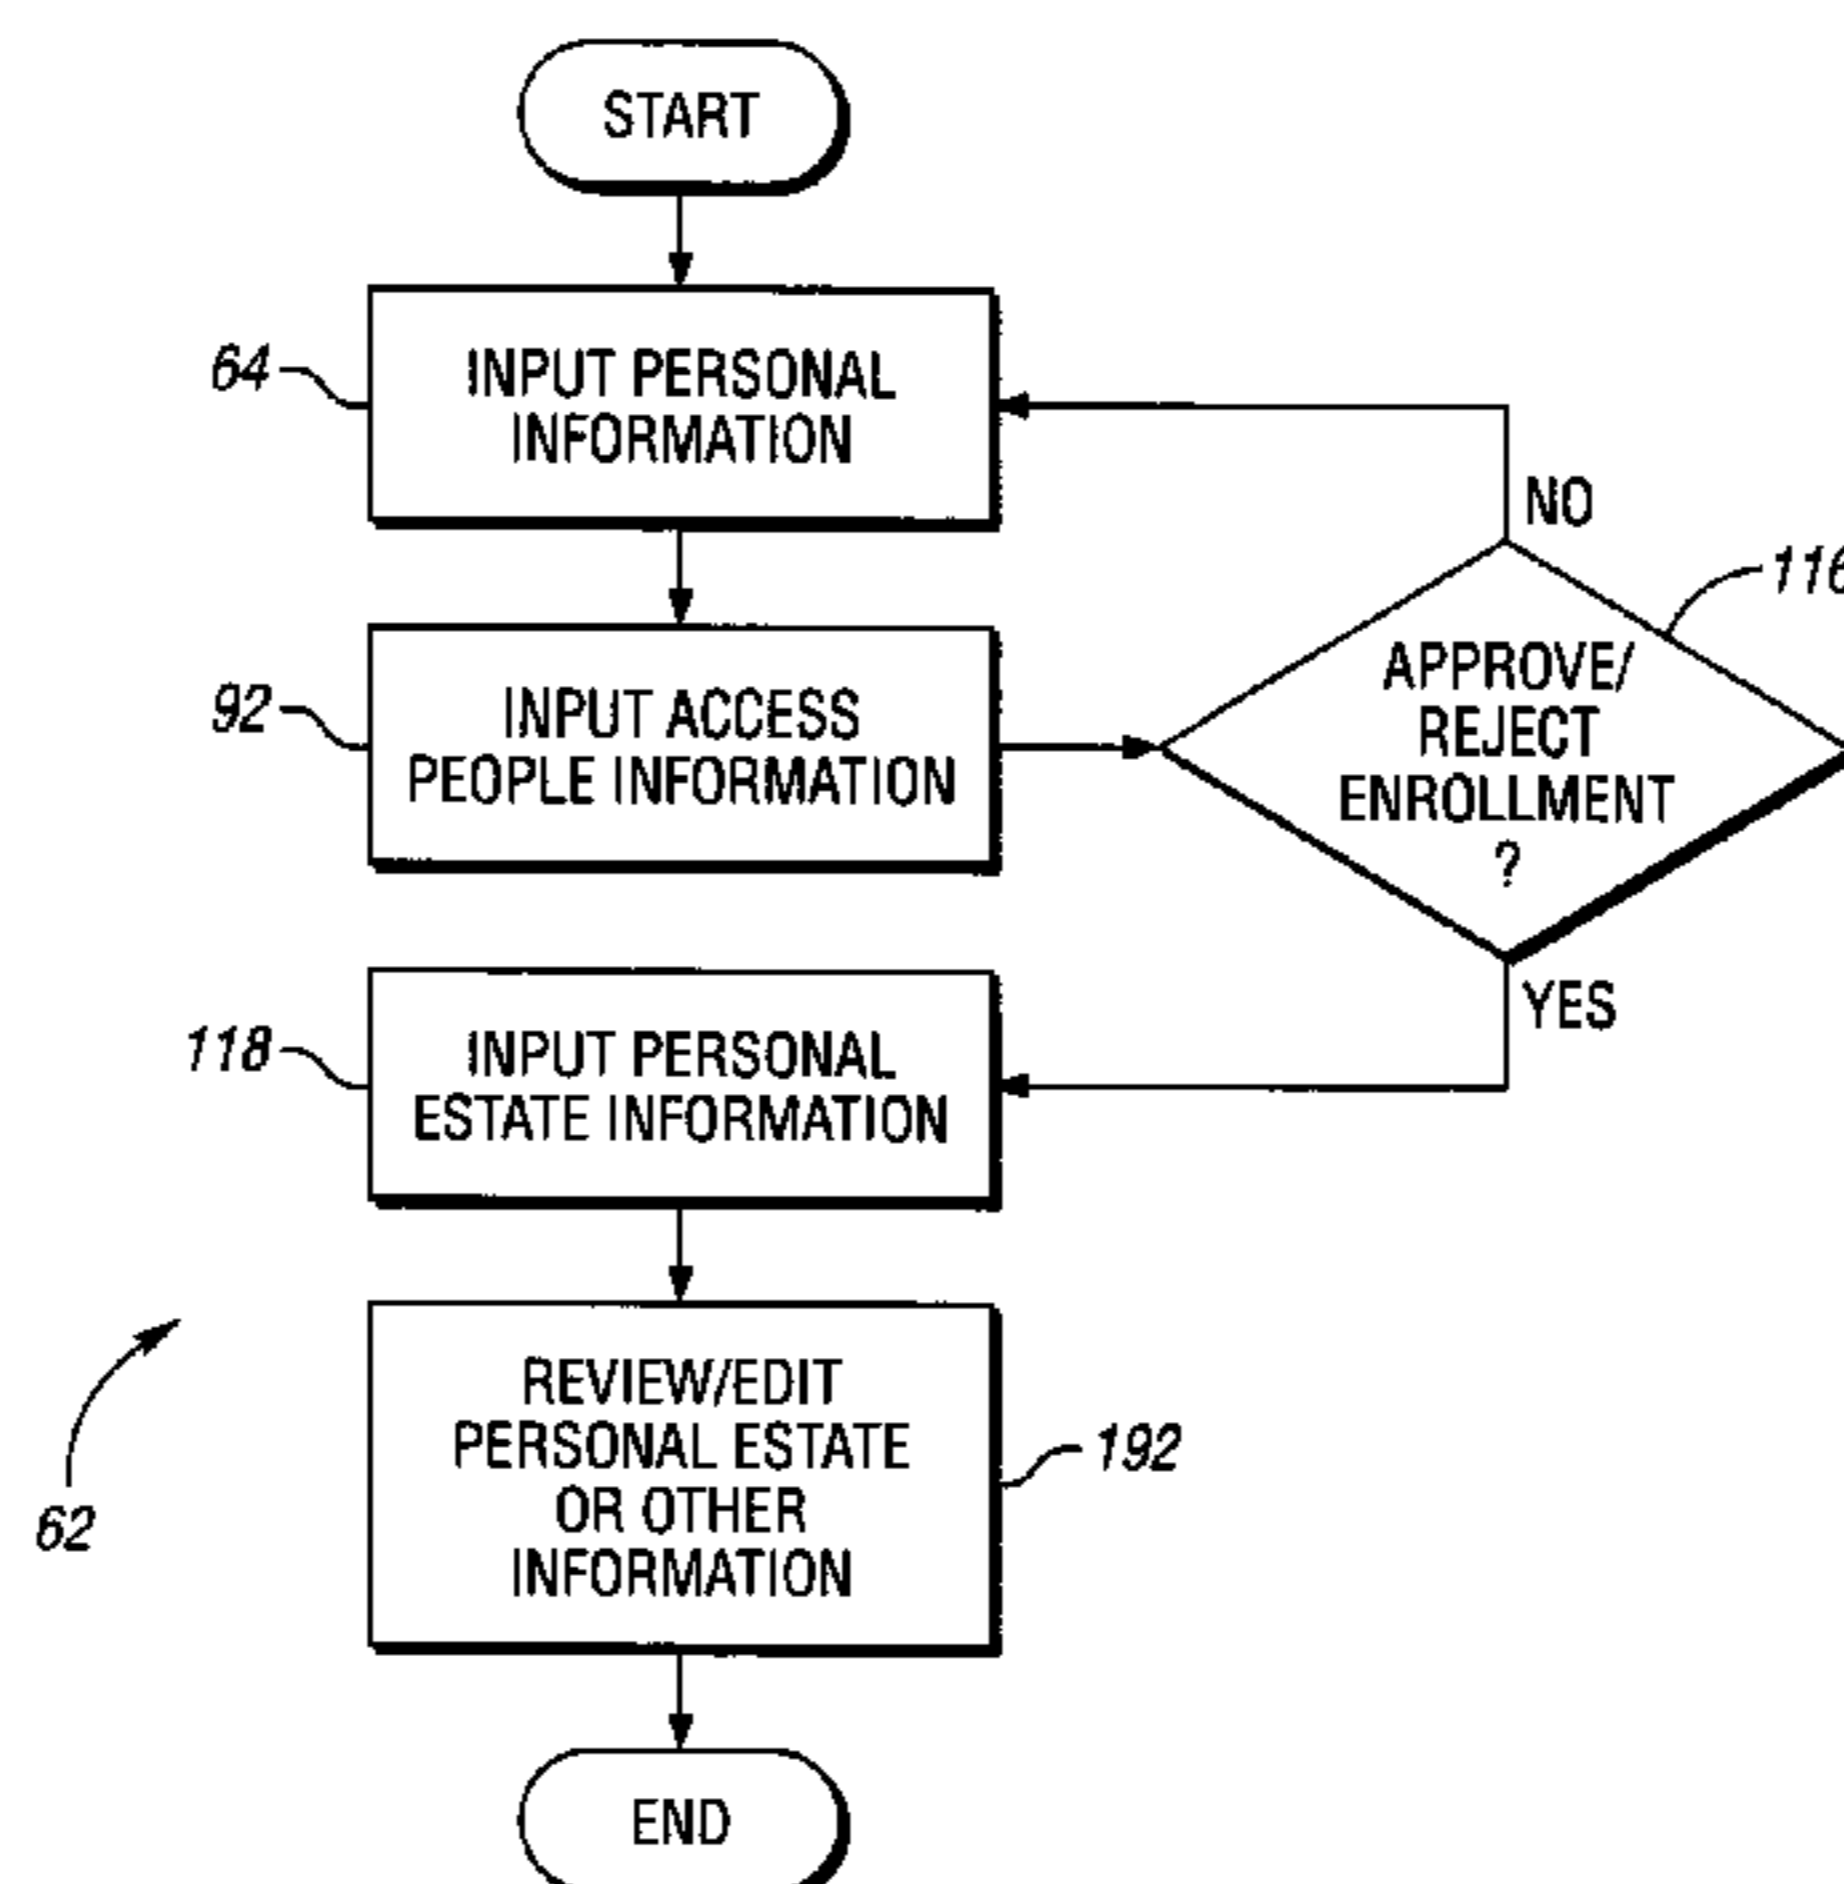 START
64
INPUT PERSONAL
INFORMATION
NO
116
92
INPUT ACCESS
PEOPLE INFORMATION
APPROVE/
REJECT
ENROLLMENT
?
YES
118
INPUT PERSONAL
ESTATE INFORMATION
REVIEW/EDIT
PERSONAL ESTATE
OR OTHER
INFORMATION
192
62
END